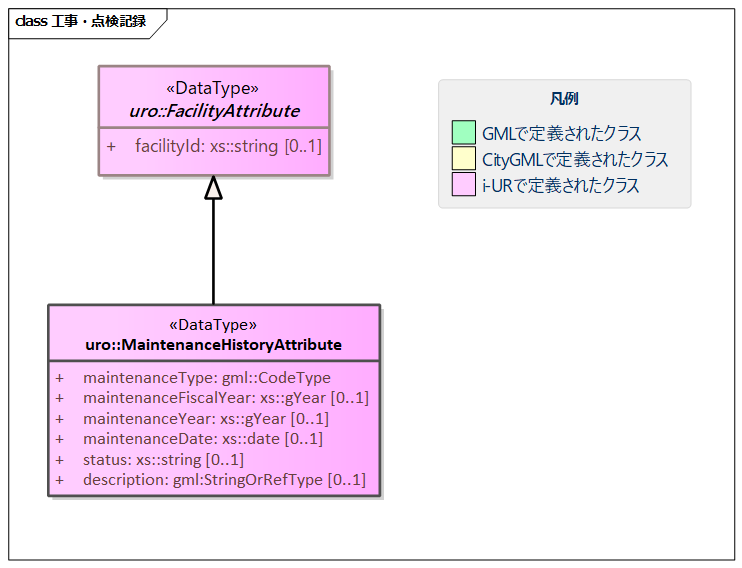 class 工事・点検記録
«DataType»
uro::FacilityAttribute
+ facilityId: xs::string [0..1]
凡例
GMLで定義されたクラス
CityGMLで定義されたクラス
i-URで定義されたクラス
«DataType»
uro::MaintenanceHistoryAttribute
+ maintenanceType: gml::CodeType
+ maintenanceFiscalYear: xs::gYear [0..1]
+ maintenanceYear: xs::gYear [0..1]
+ maintenanceDate: xs::date [0..1]
+ status: xs::string [0..1]
+ description: gml:StringOrRefType [0..1]